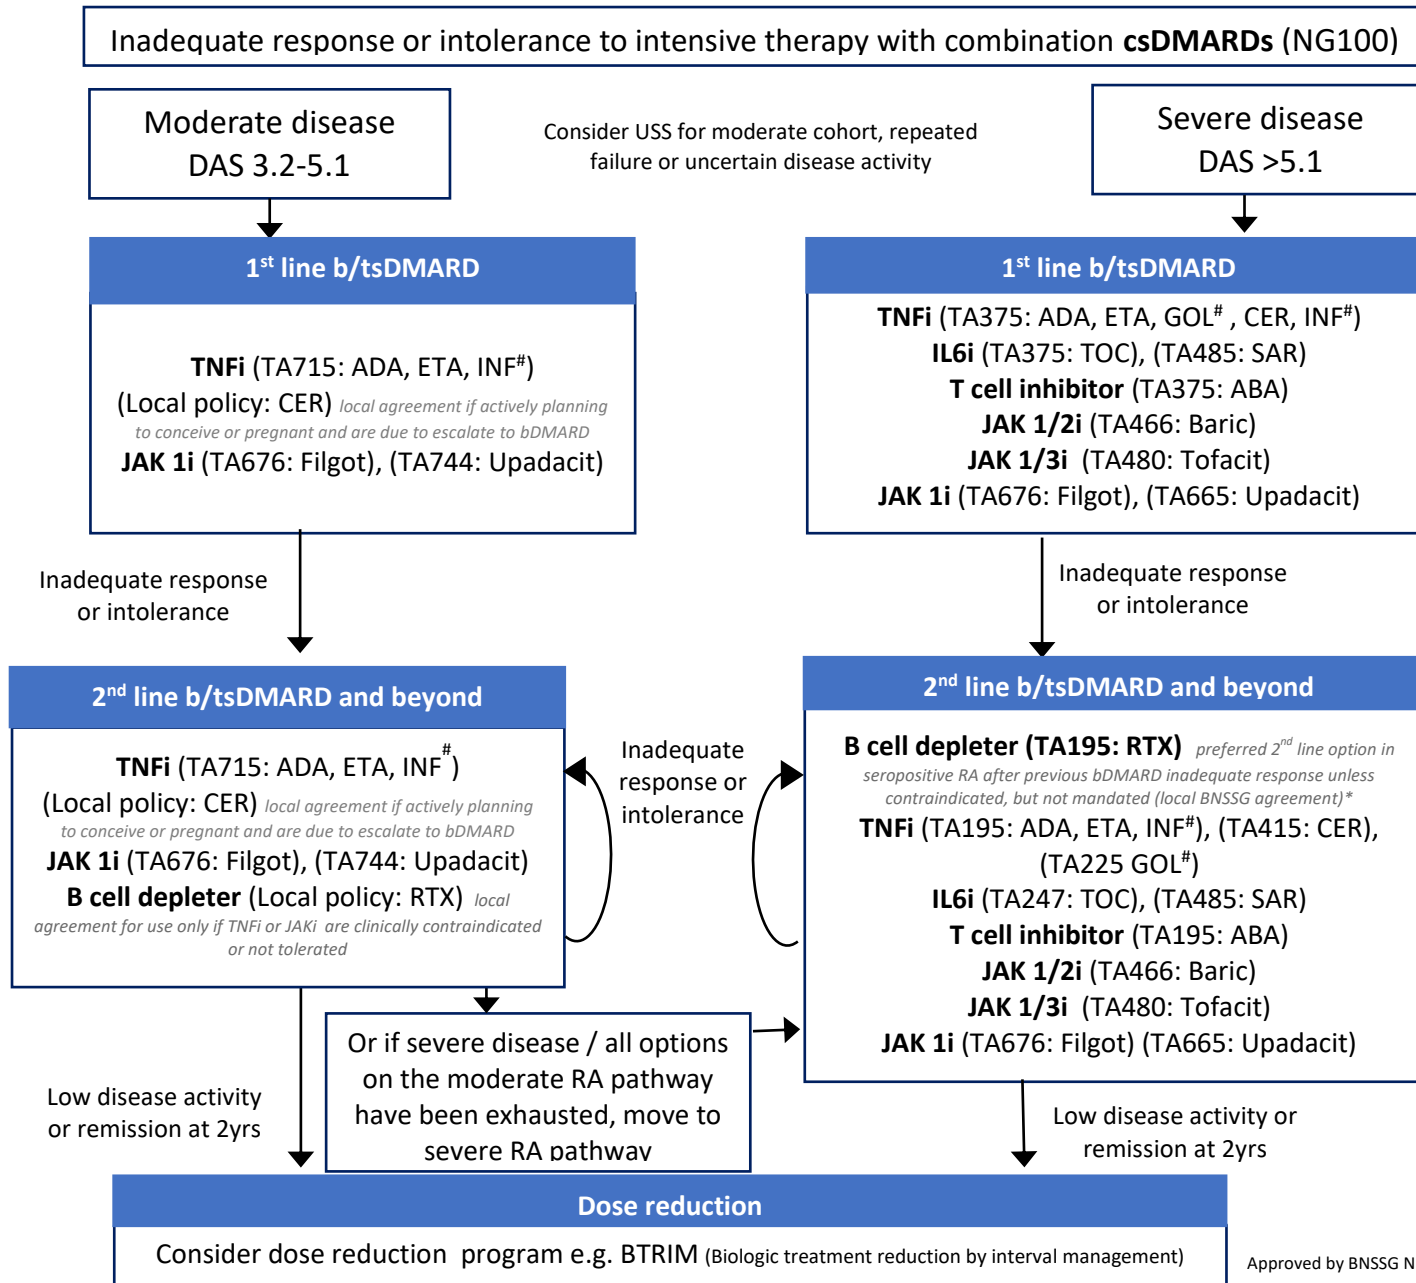 Inadequate response or intolerance to intensive therapy with combination csDMARDs (NG100)
Moderate disease
DAS 3.2-5.1
Consider USS for moderate cohort, repeated
failure or uncertain disease activity
Severe disease
DAS >5.1
1st line b/tsDMARD
TNFi (TA715: ADA, ETA, INF#)
(Local policy: CER) local agreement if actively planning
to conceive or pregnant and are due to escalate to bDMARD
JAK 1i (TA676: Filgot), (TA744: Upadacit)
1st line b/tsDMARD
TNFi (TA375: ADA, ETA, GOL# , CER, INF#)
IL6i (TA375: TOC), (TA485: SAR)
T cell inhibitor (TA375: ABA)
JAK 1/2i (TA466: Baric)
JAK 1/3i (TA480: Tofacit)
JAK 1i (TA676: Filgot), (TA665: Upadacit)
Inadequate response
or intolerance
Inadequate response
or intolerance
2nd line b/tsDMARD and beyond
TNFi (TA715: ADA, ETA, INF#)
(Local policy: CER) local agreement if actively planning
to conceive or pregnant and are due to escalate to bDMARD
JAK 1i (TA676: Filgot), (TA744: Upadacit)
B cell depleter (Local policy: RTX) local
agreement for use only if TNFi or JAKi are clinically contraindicated
or not tolerated
Inadequate
response or
intolerance
2nd line b/tsDMARD and beyond
B cell depleter (TA195: RTX) preferred 2nd line option in
seropositive RA after previous bDMARD inadequate response unless
contraindicated, but not mandated (local BNSSG agreement)*
TNFi (TA195: ADA, ETA, INF#), (TA415: CER),
(TA225 GOL#)
IL6i (TA247: TOC), (TA485: SAR)
T cell inhibitor (TA195: ABA)
JAK 1/2i (TA466: Baric)
JAK 1/3i (TA480: Tofacit)
JAK 1i (TA676: Filgot) (TA665: Upadacit)
Or if severe disease / all options
on the moderate RA pathway
have been exhausted, move to
severe RA pathway
Low disease activity
or remission at 2yrs
Low disease activity or
remission at 2yrs
Dose reduction
Consider dose reduction program e.g. BTRIM (Biologic treatment reduction by interval management)
Approved by BNSSG N